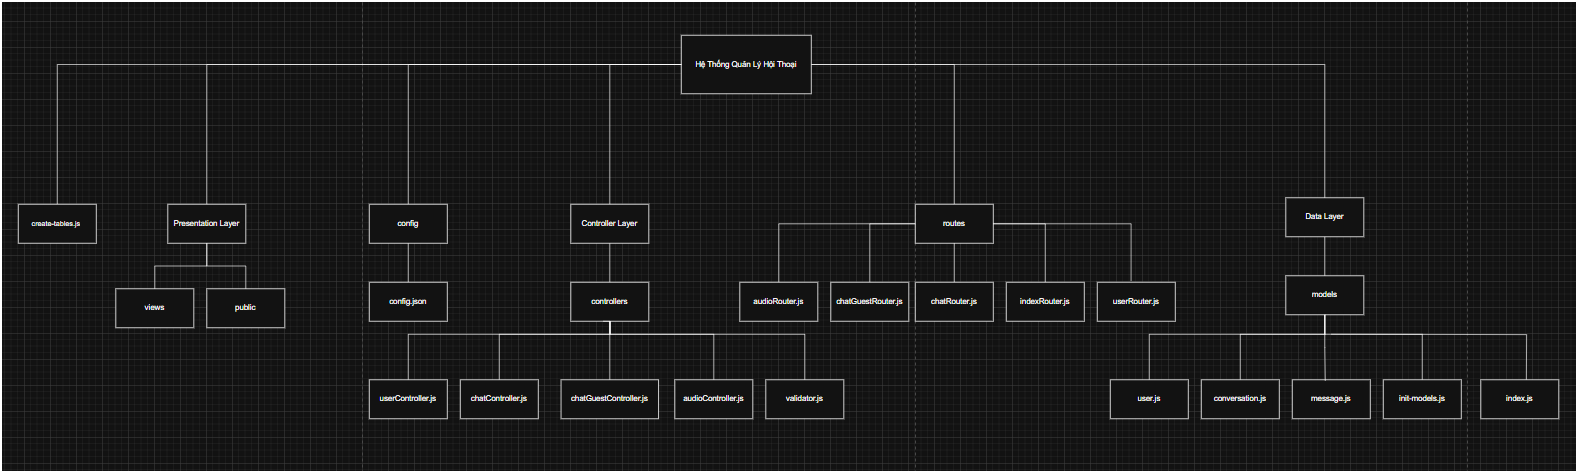 Hệ Thống Quản Lý Hội Thoại
create-tables.js
Presentation Layer
config
Controller Layer
routes
Data Layer
views
public
config.json
controllers
audioRouter.js
chatGuestRouter.js
chatRouter.js
indexRouter.js
userRouter.js
models
userController.js
chatController.js
chatGuestController.js
audioController.js
validator.js
user.js
conversation.js
message.js
init-models.js
index.js